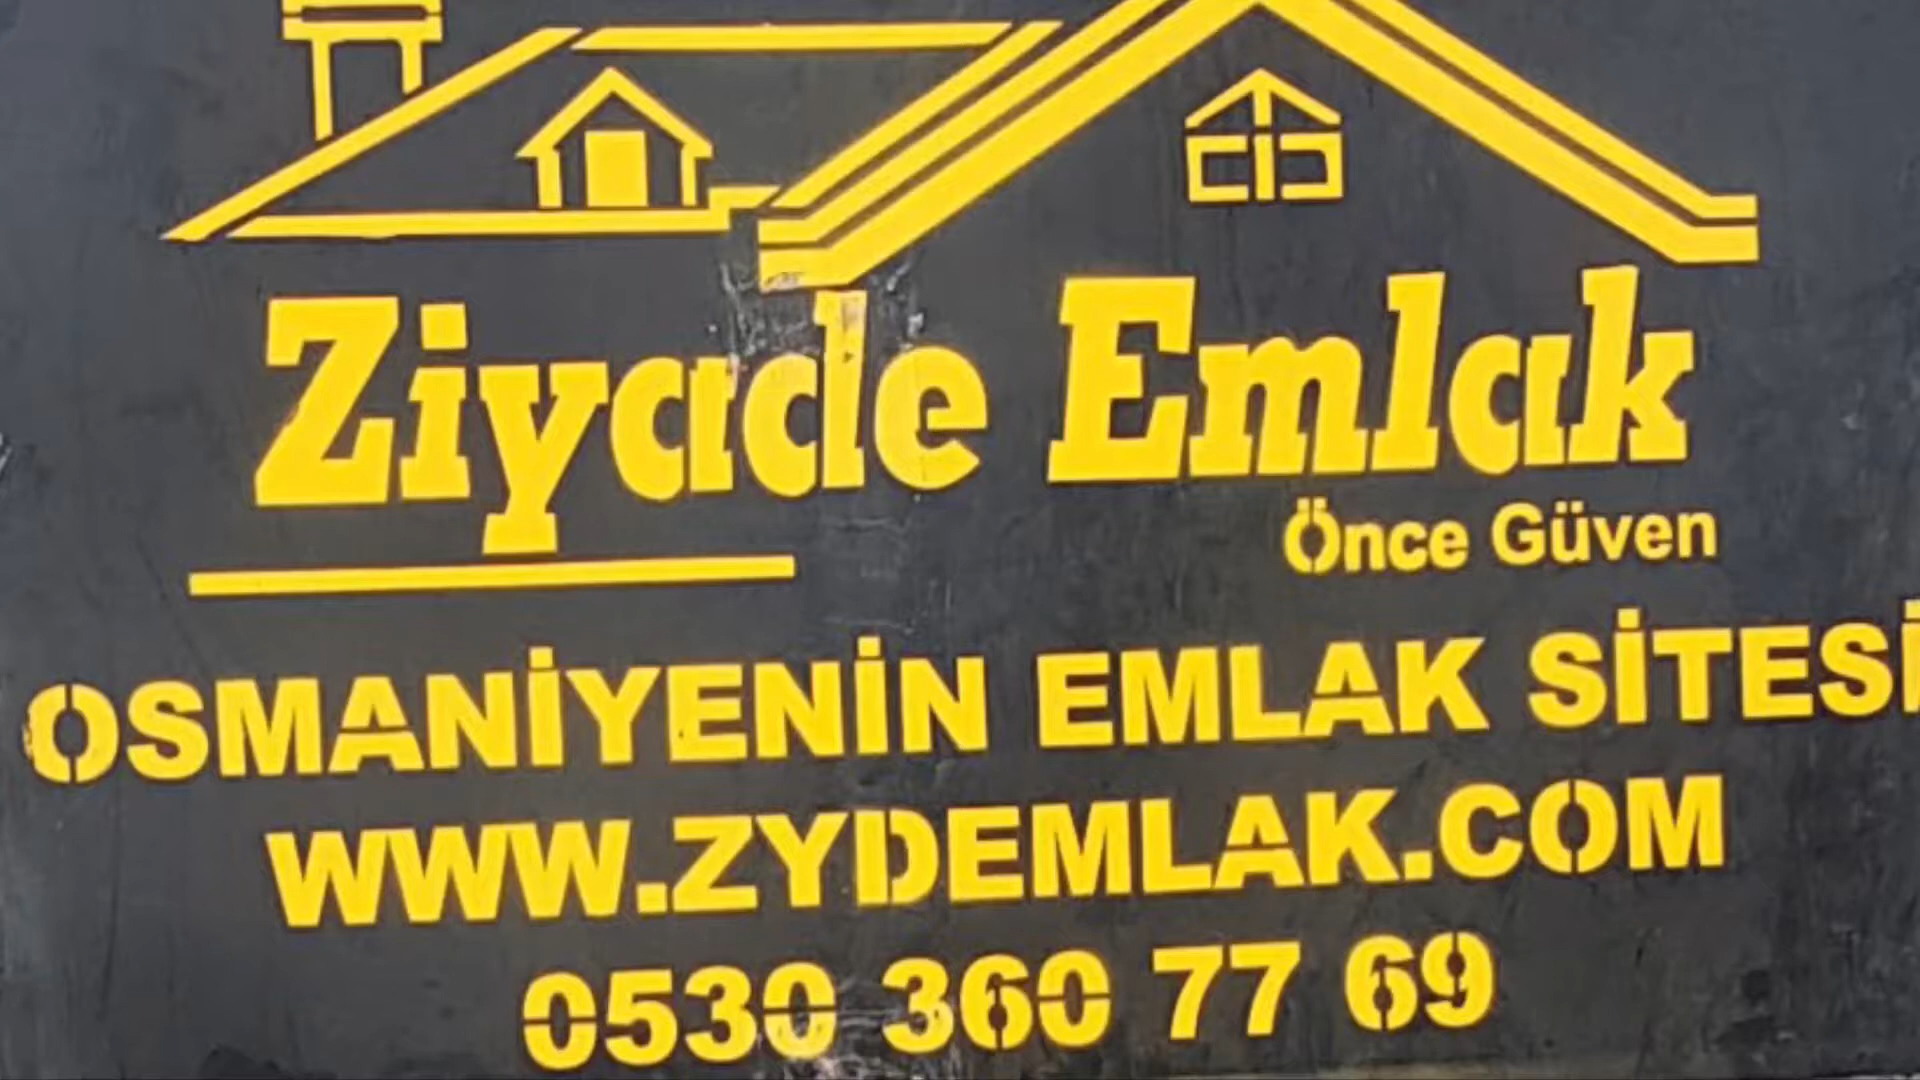 Ziyade Emlak
Önce Güven
OSMANİYENİN EMLAK SİTESİ
WWW.ZYDEMLAK.COM
0530 360 77 69